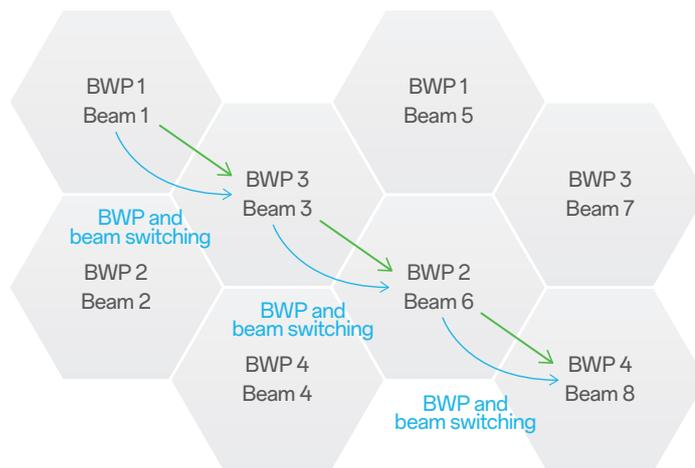 BWP 1
Beam 1
BWP 1
Beam 5
BWP 3
Beam 3
BWP 3
Beam 7
BWP and
beam switching
BWP 2
Beam 2
BWP 2
Beam 6
BWP and
beam switching
BWP 4
Beam 4
BWP 4
Beam 8
BWP and
beam switching